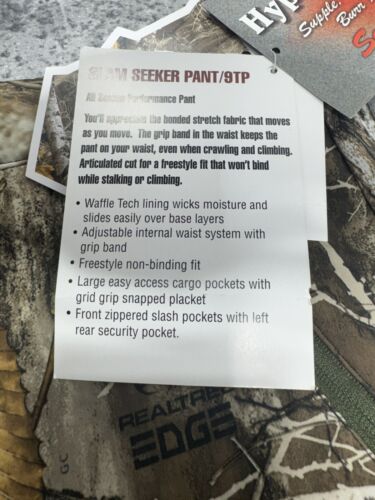 Hyp
Supple
Burr
S
SLAM SEEKER PANT/9TP
All Season Performance Pant
You'll appreciate the bonded stretch fabric that moves
as you move. The grip band in the waist keeps the
pant on your waist, even when crawling and climbing.
Articulated cut for a freestyle fit that won't bind
while stalking or climbing.
• Waffle Tech lining wicks moisture and
slides easily over base layers
• Adjustable internal waist system with
grip band
• Freestyle non-binding fit
• Large easy access cargo pockets with
grid grip snapped placket
• Front zippered slash pockets with left
rear security pocket.
REALTREE
EDGE
GC